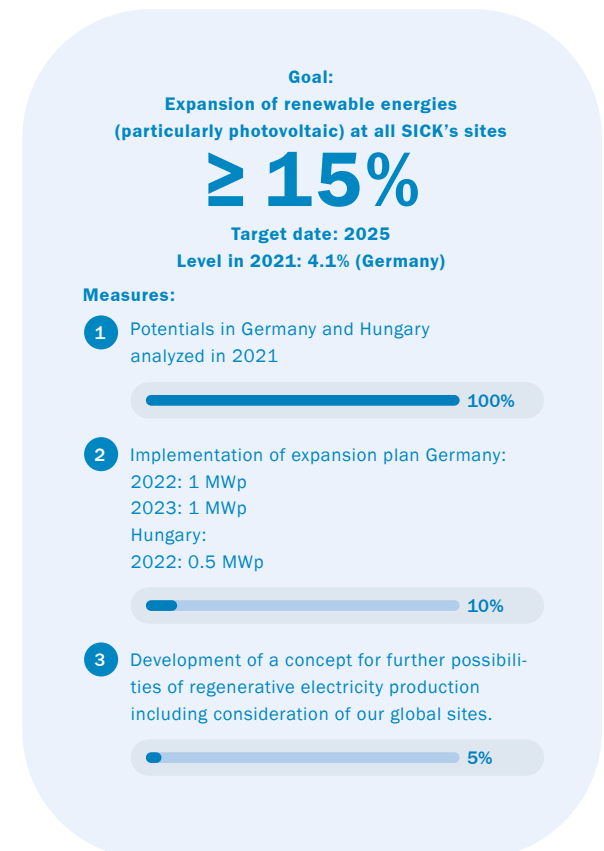 Goal:
Expansion of renewable energies
(particularly photovoltaic) at all SICK’s sites
≥ 15%
Target date: 2025
Level in 2021: 4.1% (Germany)
Measures:
1 Potentials in Germany and Hungary
analyzed in 2021
100%
2 Implementation of expansion plan Germany:
2022: 1 MWp
2023: 1 MWp
Hungary:
2022: 0.5 MWp
10%
3 Development of a concept for further possibili-
ties of regenerative electricity production
including consideration of our global sites.
5%